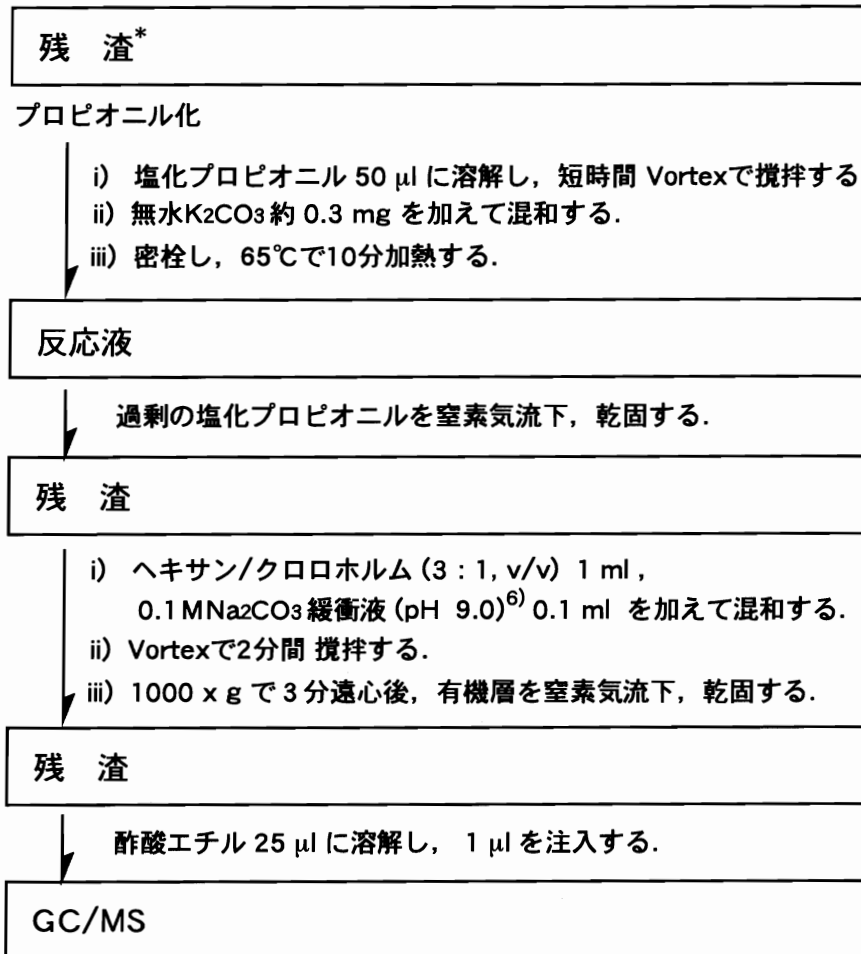 残　渣*
プロピオニル化
i) 塩化プロピオニル 50 μl に溶解し，短時間 Vortexで撹拌する
ii) 無水K2CO3 約 0.3 mg を加えて混和する.
iii) 密栓し，65℃で10分加熱する.
反応液
過剰の塩化プロピオニルを窒素気流下，乾固する.
残　渣
i) ヘキサン/クロロホルム (3 : 1, v/v) 1 ml ,
0.1MNa2CO3 緩衝液 (pH 9.0)6) 0.1 ml を加えて混和する.
ii) Vortexで2分間 撹拌する.
iii) 1000 x g で 3 分遠心後，有機層を窒素気流下，乾固する.
残　渣
酢酸エチル 25 μl に溶解し， 1 μl を注入する.
GC/MS